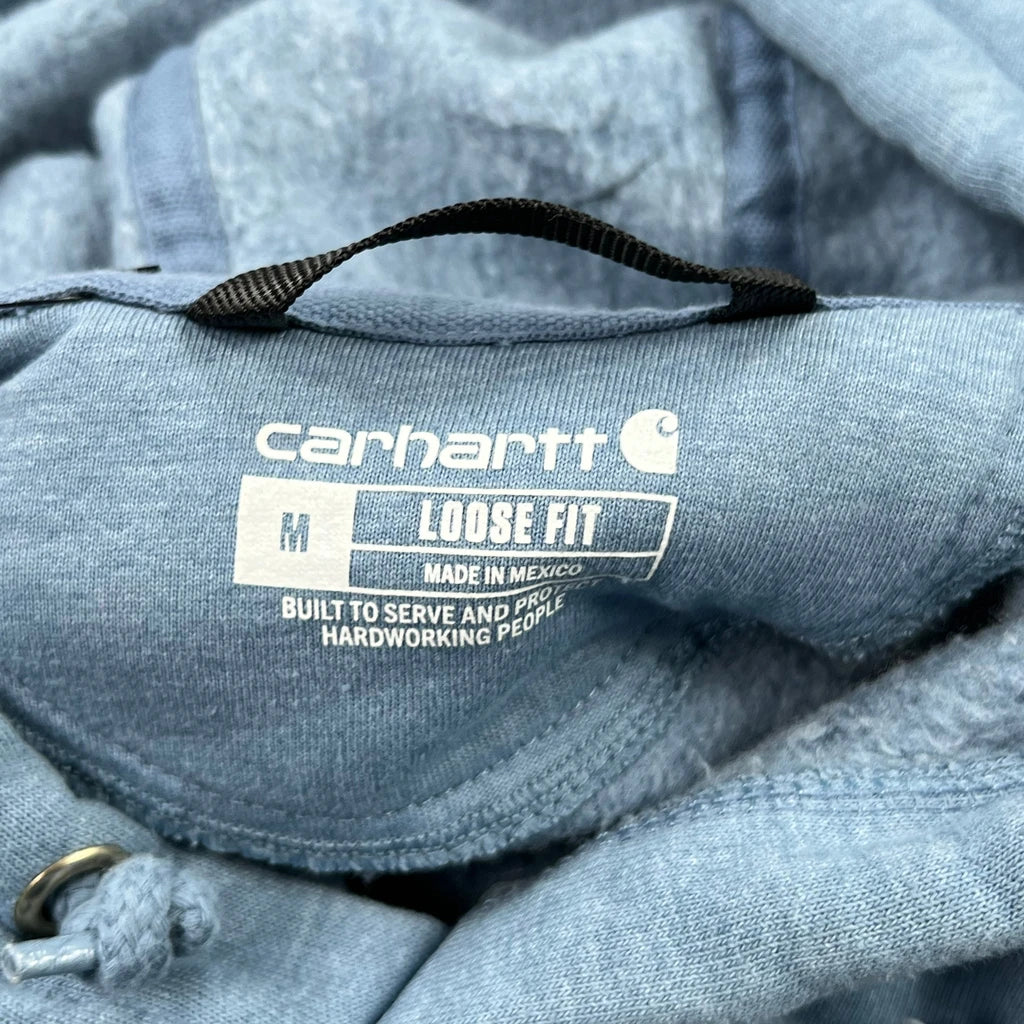 carhartt
M
LOOSE FIT
MADE IN MEXICO
BUILT TO SERVE AND
HARDWORKING PEOPLE